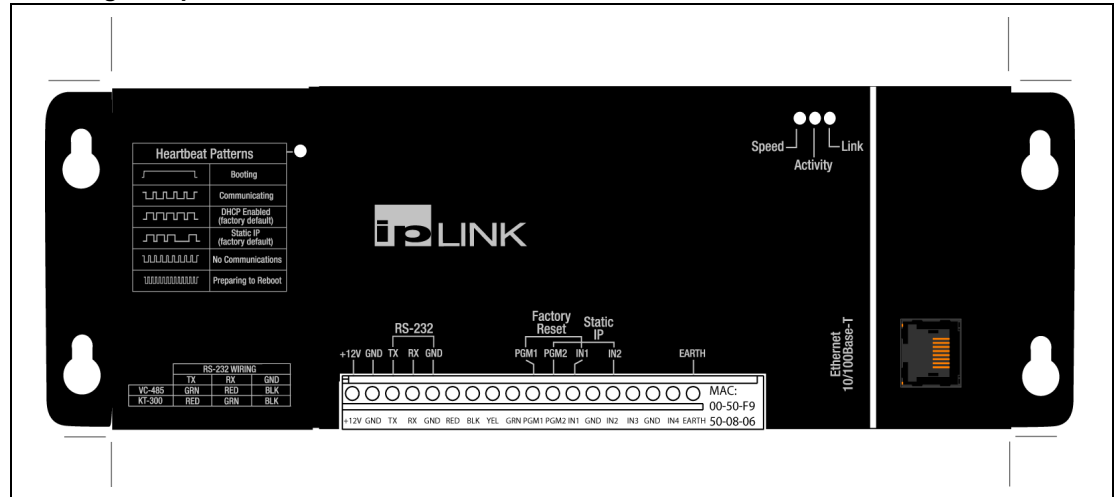 Speed
Link
Activity
Heartbeat Patterns
Booting
Communicating
DHCP Enabled
(factory default)
Static IP
(factory default)
No Communications
Preparing to Reboot
ip LINK
RS-232
Factory
Reset
Static
IP
+12V GND TX RX GND PGM1 PGM2 IN1 IN2 EARTH
Ethernet
10/100Base-T
RS-232 WIRING
TX RX GND
VC-485 GRN RED BLK
KT-300 RED GRN BLK
MAC:
00-50-F9
50-08-06
+12V GND TX RX GND RED BLK YEL GRN PGM1 PGM2 IN1 GND IN2 IN3 GND IN4 EARTH